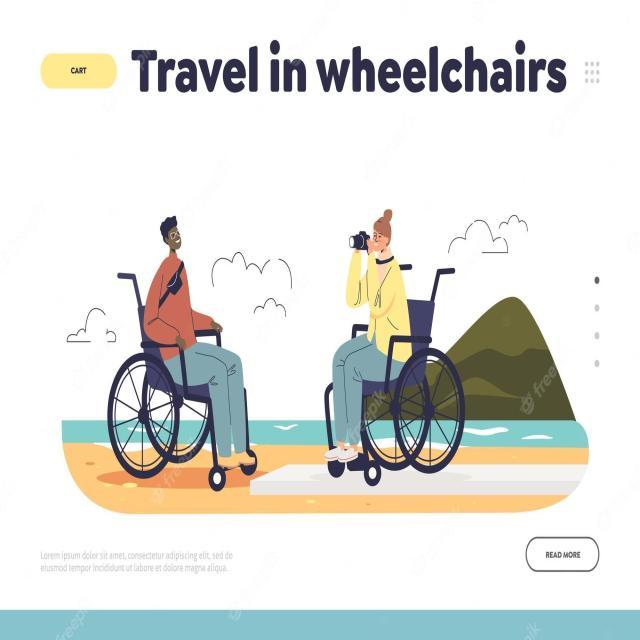 CART
Travel in wheelchairs
Lorem ipsum dolor sit amet, consectetur adipiscing elit, sed do
eiusmod tempor incididunt ut labore et dolore magna aliqua.
READ MORE
freepik